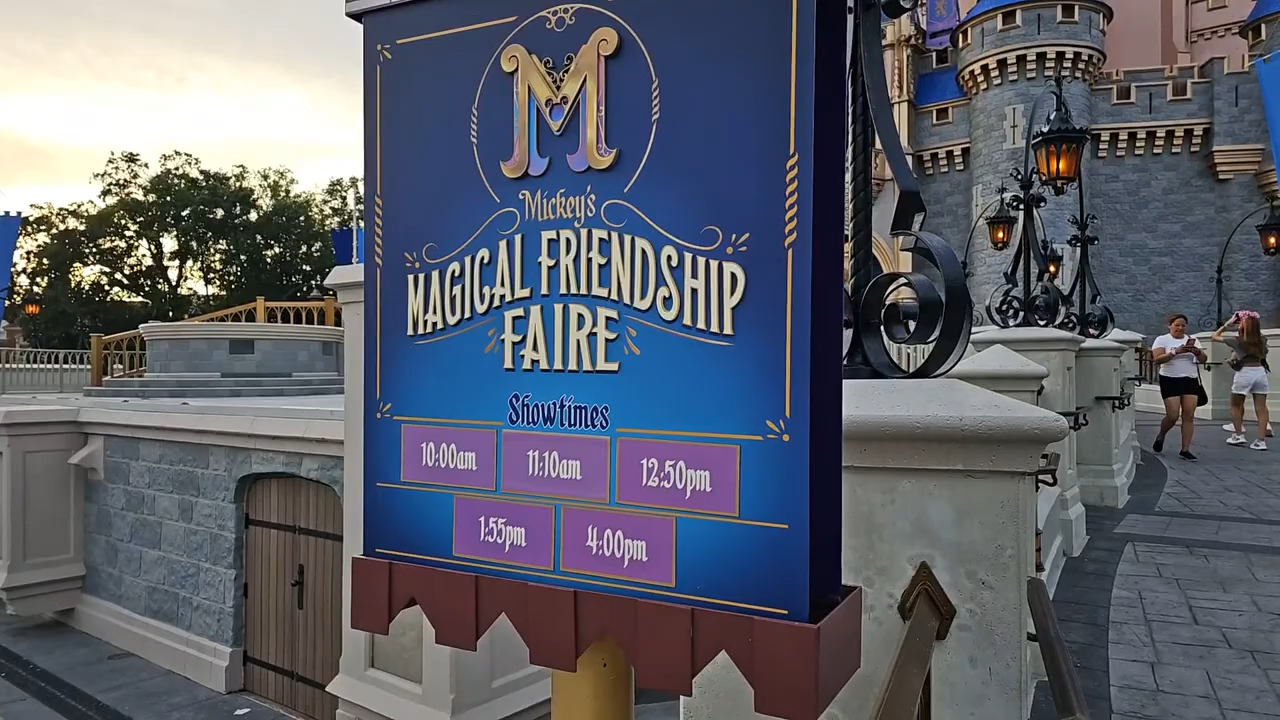 M
Mickey's
MAGICAL FRIENDSHIP
FAIRE
Showtimes
10:00am 11:10am 12:50pm
1:55pm 4:00pm